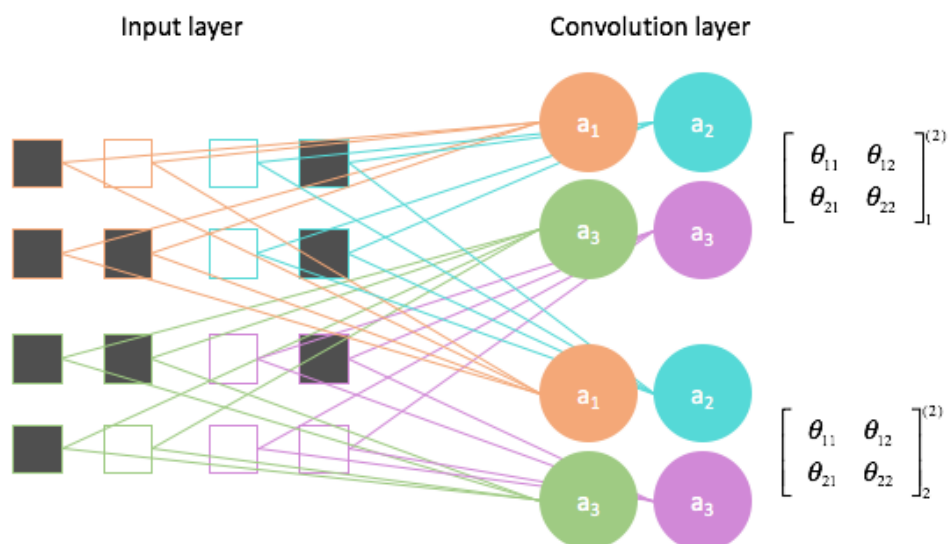 Input layer
Convolution layer
a₁ a₂
a₃ a₃
[ θ₁₁ θ₁₂
θ₂₁ θ₂₂ ]₁⁽²⁾
a₁ a₂
a₃ a₃
[ θ₁₁ θ₁₂
θ₂₁ θ₂₂ ]₂⁽²⁾